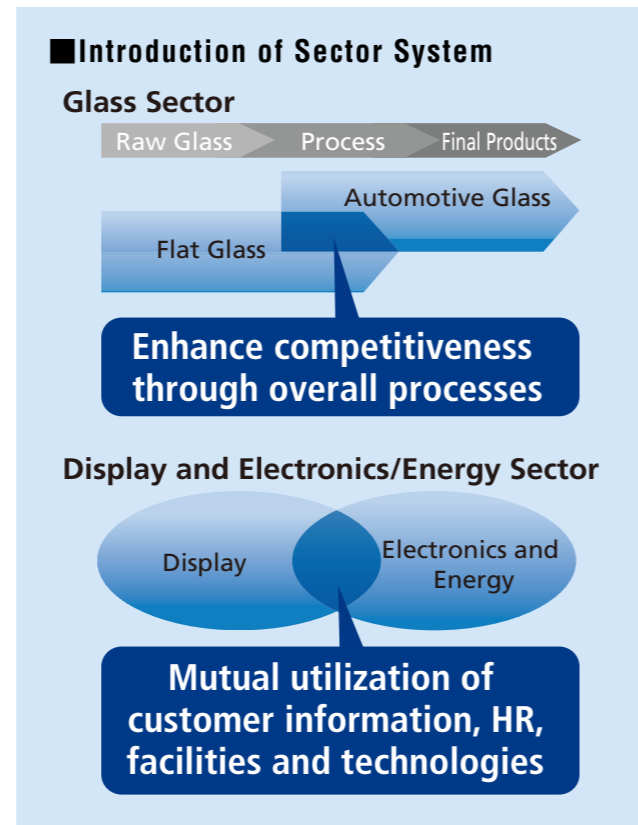 ■Introduction of Sector System
Glass Sector
Raw Glass Process Final Products
Automotive Glass
Flat Glass
Enhance competitiveness
through overall processes
Display and Electronics/Energy Sector
Display
Electronics and
Energy
Mutual utilization of
customer information, HR,
facilities and technologies